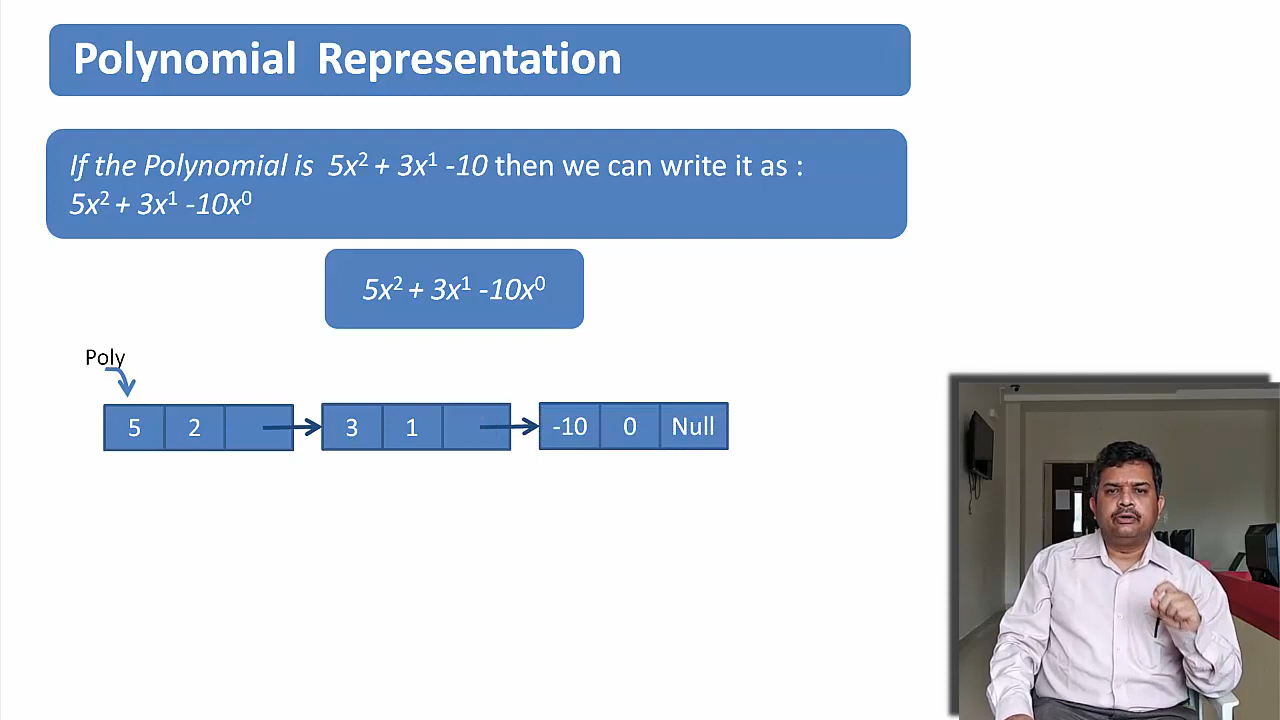 Polynomial Representation
If the Polynomial is 5x² + 3x¹ -10 then we can write it as :
5x² + 3x¹ -10x⁰
5x² + 3x¹ -10x⁰
Poly
5 2 3 1 -10 0 Null